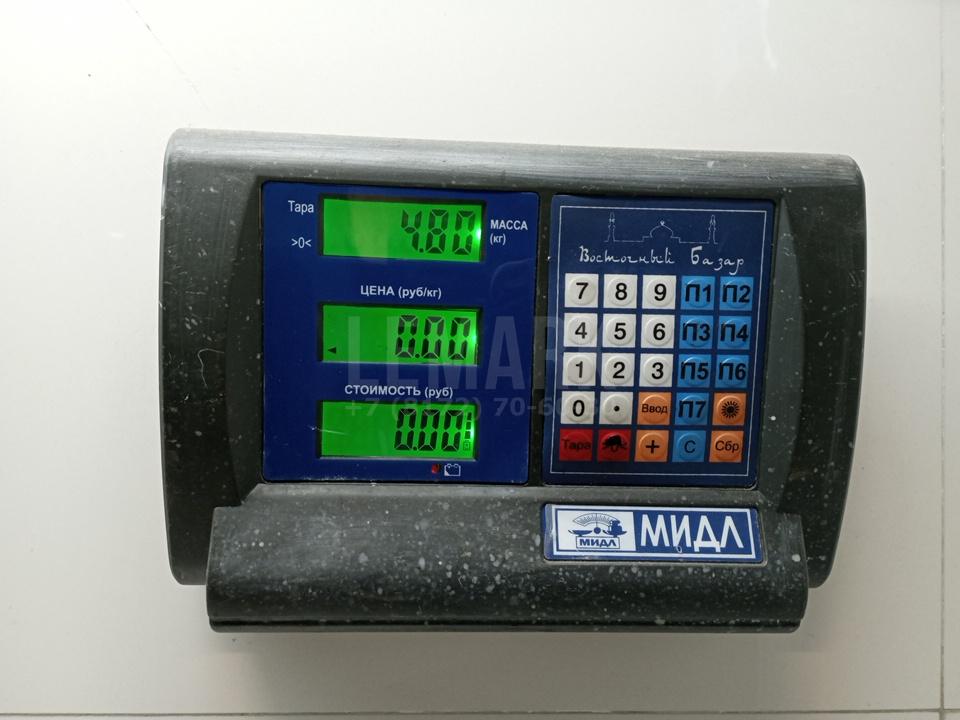 Тара
4.80
МАССА
(кг)
>0<
ЦЕНА (руб/кг)
0.00
СТОИМОСТЬ (руб)
0.00
Восточный Базар
7 8 9 П1 П2
4 5 6 П3 П4
1 2 3 П5 П6
0 . Ввод П7
Тара + С Сбр
МИДЛ
МИДЛ